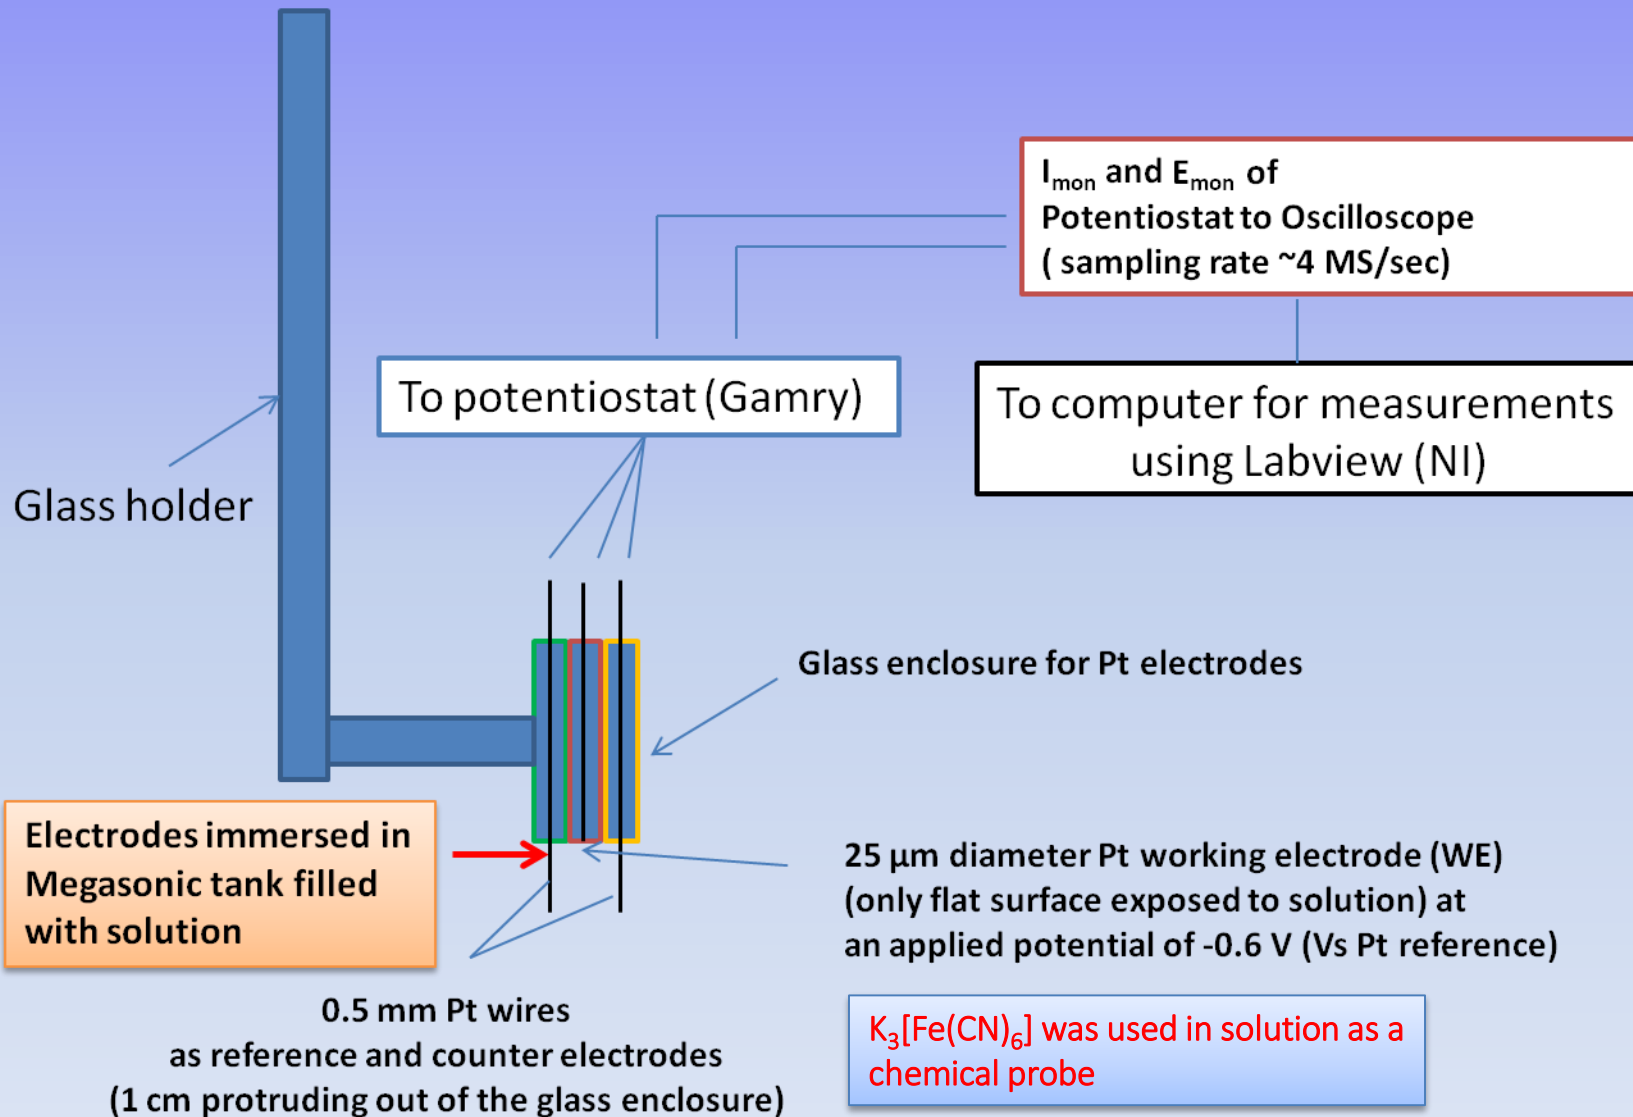 I_mon and E_mon of
Potentiostat to Oscilloscope
( sampling rate ~4 MS/sec)
To potentiostat (Gamry)
To computer for measurements
using Labview (NI)
Glass holder
Glass enclosure for Pt electrodes
Electrodes immersed in
Megasonic tank filled
with solution
25 µm diameter Pt working electrode (WE)
(only flat surface exposed to solution) at
an applied potential of -0.6 V (Vs Pt reference)
0.5 mm Pt wires
as reference and counter electrodes
(1 cm protruding out of the glass enclosure)
K₃[Fe(CN)₆] was used in solution as a
chemical probe